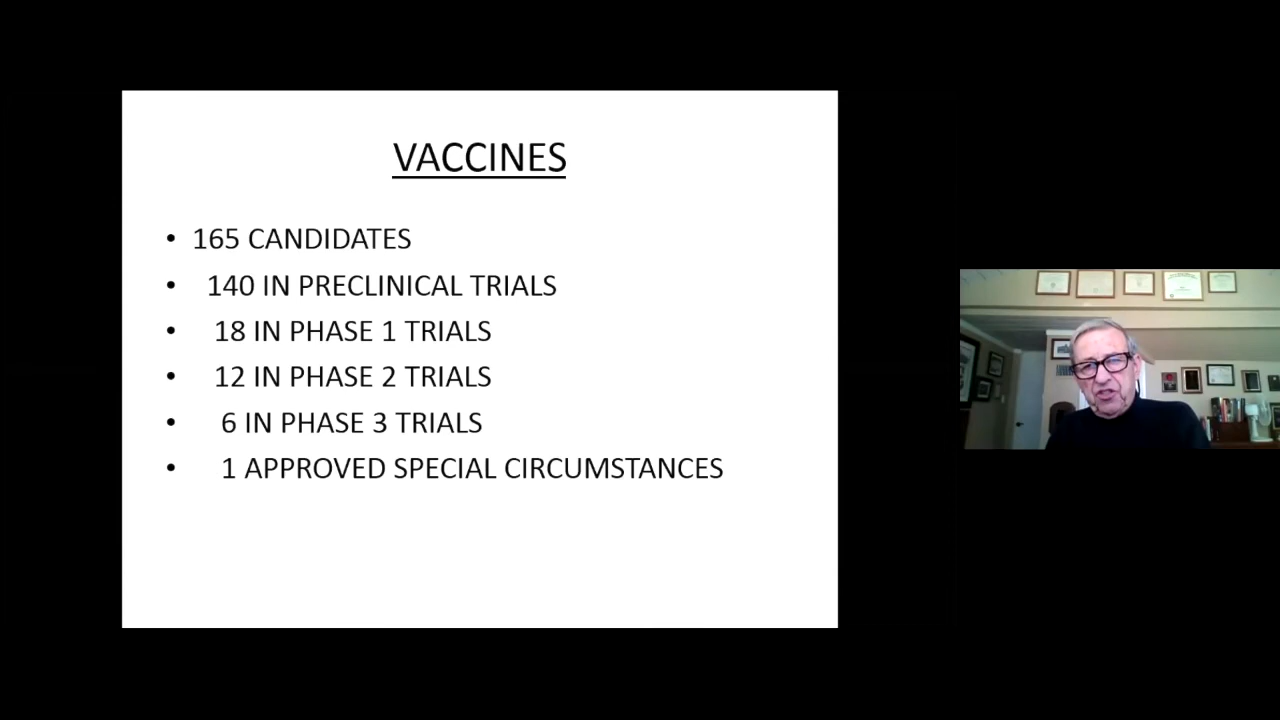 VACCINES
• 165 CANDIDATES
• 140 IN PRECLINICAL TRIALS
• 18 IN PHASE 1 TRIALS
• 12 IN PHASE 2 TRIALS
• 6 IN PHASE 3 TRIALS
• 1 APPROVED SPECIAL CIRCUMSTANCES